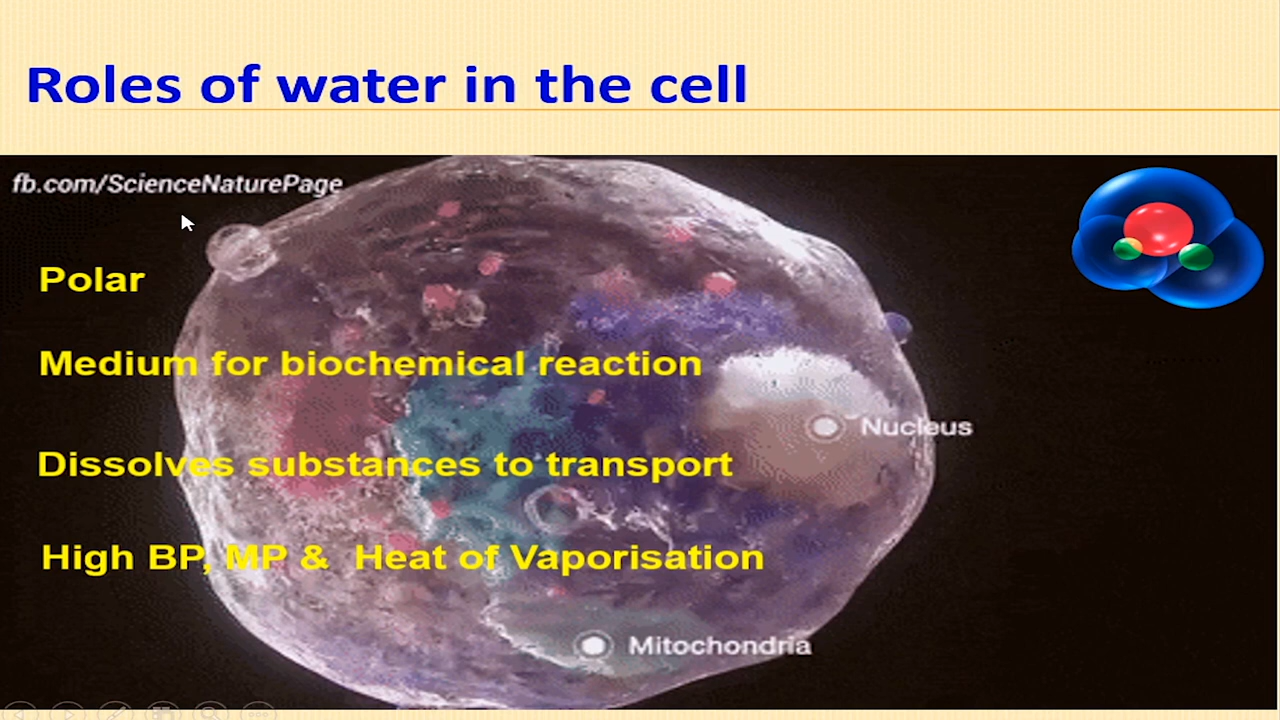 Roles of water in the cell
fb.com/ScienceNaturePage
Polar
Medium for biochemical reaction
Nucleus
Dissolves substances to transport
High BP, MP & Heat of Vaporisation
Mitochondria